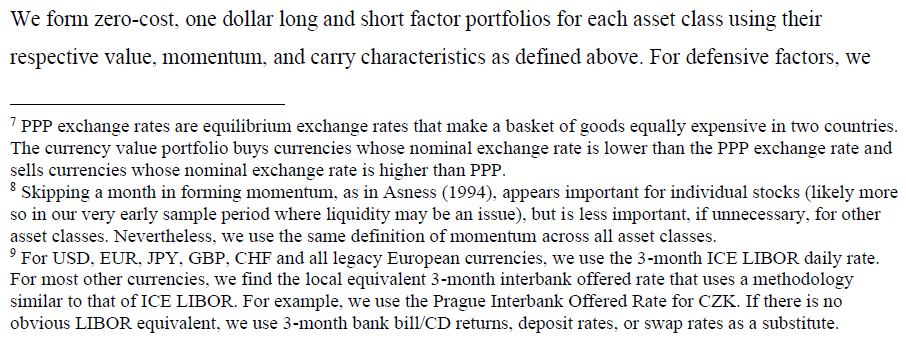 We form zero-cost, one dollar long and short factor portfolios for each asset class using their
respective value, momentum, and carry characteristics as defined above. For defensive factors, we
7 PPP exchange rates are equilibrium exchange rates that make a basket of goods equally expensive in two countries.
The currency value portfolio buys currencies whose nominal exchange rate is lower than the PPP exchange rate and
sells currencies whose nominal exchange rate is higher than PPP.
8 Skipping a month in forming momentum, as in Asness (1994), appears important for individual stocks (likely more
so in our very early sample period where liquidity may be an issue), but is less important, if unnecessary, for other
asset classes. Nevertheless, we use the same definition of momentum across all asset classes.
9 For USD, EUR, JPY, GBP, CHF and all legacy European currencies, we use the 3-month ICE LIBOR daily rate.
For most other currencies, we find the local equivalent 3-month interbank offered rate that uses a methodology
similar to that of ICE LIBOR. For example, we use the Prague Interbank Offered Rate for CZK. If there is no
obvious LIBOR equivalent, we use 3-month bank bill/CD returns, deposit rates, or swap rates as a substitute.